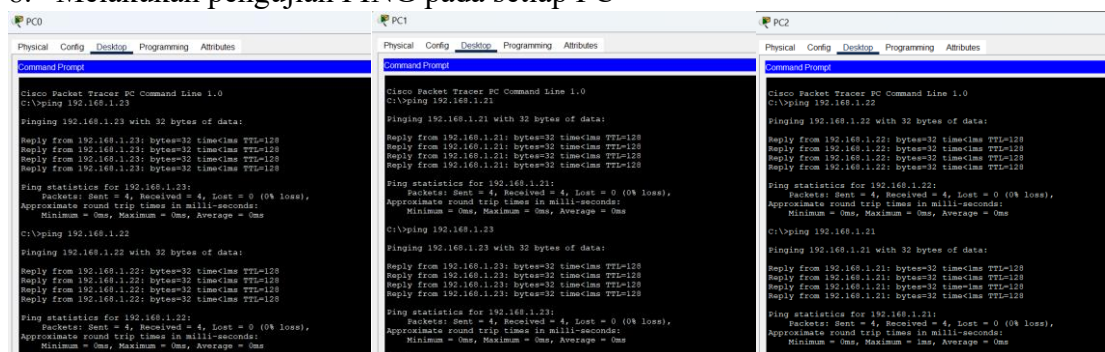 6. Melakukan pengujian PING pada setiap PC
PC0
Physical Config Desktop Programming Attributes
Command Prompt
Cisco Packet Tracer PC Command Line 1.0
C:\>ping 192.168.1.23
Pinging 192.168.1.23 with 32 bytes of data:
Reply from 192.168.1.23: bytes=32 time<1ms TTL=128
Reply from 192.168.1.23: bytes=32 time<1ms TTL=128
Reply from 192.168.1.23: bytes=32 time<1ms TTL=128
Reply from 192.168.1.23: bytes=32 time<1ms TTL=128
Ping statistics for 192.168.1.23:
Packets: Sent = 4, Received = 4, Lost = 0 (0% loss),
Approximate round trip times in milli-seconds:
Minimum = 0ms, Maximum = 0ms, Average = 0ms
C:\>ping 192.168.1.22
Pinging 192.168.1.22 with 32 bytes of data:
Reply from 192.168.1.22: bytes=32 time<1ms TTL=128
Reply from 192.168.1.22: bytes=32 time<1ms TTL=128
Reply from 192.168.1.22: bytes=32 time<1ms TTL=128
Reply from 192.168.1.22: bytes=32 time<1ms TTL=128
Ping statistics for 192.168.1.22:
Packets: Sent = 4, Received = 4, Lost = 0 (0% loss),
Approximate round trip times in milli-seconds:
Minimum = 0ms, Maximum = 0ms, Average = 0ms
PC1
Physical Config Desktop Programming Attributes
Command Prompt
Cisco Packet Tracer PC Command Line 1.0
C:\>ping 192.168.1.21
Pinging 192.168.1.21 with 32 bytes of data:
Reply from 192.168.1.21: bytes=32 time<1ms TTL=128
Reply from 192.168.1.21: bytes=32 time<1ms TTL=128
Reply from 192.168.1.21: bytes=32 time<1ms TTL=128
Reply from 192.168.1.21: bytes=32 time<1ms TTL=128
Ping statistics for 192.168.1.21:
Packets: Sent = 4, Received = 4, Lost = 0 (0% loss),
Approximate round trip times in milli-seconds:
Minimum = 0ms, Maximum = 0ms, Average = 0ms
C:\>ping 192.168.1.23
Pinging 192.168.1.23 with 32 bytes of data:
Reply from 192.168.1.23: bytes=32 time<1ms TTL=128
Reply from 192.168.1.23: bytes=32 time<1ms TTL=128
Reply from 192.168.1.23: bytes=32 time<1ms TTL=128
Reply from 192.168.1.23: bytes=32 time<1ms TTL=128
Ping statistics for 192.168.1.23:
Packets: Sent = 4, Received = 4, Lost = 0 (0% loss),
Approximate round trip times in milli-seconds:
Minimum = 0ms, Maximum = 0ms, Average = 0ms
PC2
Physical Config Desktop Programming Attributes
Command Prompt
Cisco Packet Tracer PC Command Line 1.0
C:\>ping 192.168.1.22
Pinging 192.168.1.22 with 32 bytes of data:
Reply from 192.168.1.22: bytes=32 time<1ms TTL=128
Reply from 192.168.1.22: bytes=32 time<1ms TTL=128
Reply from 192.168.1.22: bytes=32 time<1ms TTL=128
Reply from 192.168.1.22: bytes=32 time<1ms TTL=128
Ping statistics for 192.168.1.22:
Packets: Sent = 4, Received = 4, Lost = 0 (0% loss),
Approximate round trip times in milli-seconds:
Minimum = 0ms, Maximum = 0ms, Average = 0ms
C:\>ping 192.168.1.21
Pinging 192.168.1.21 with 32 bytes of data:
Reply from 192.168.1.21: bytes=32 time<1ms TTL=128
Reply from 192.168.1.21: bytes=32 time<1ms TTL=128
Reply from 192.168.1.21: bytes=32 time<1ms TTL=128
Reply from 192.168.1.21: bytes=32 time<1ms TTL=128
Ping statistics for 192.168.1.21:
Packets: Sent = 4, Received = 4, Lost = 0 (0% loss),
Approximate round trip times in milli-seconds:
Minimum = 0ms, Maximum = 1ms, Average = 0ms